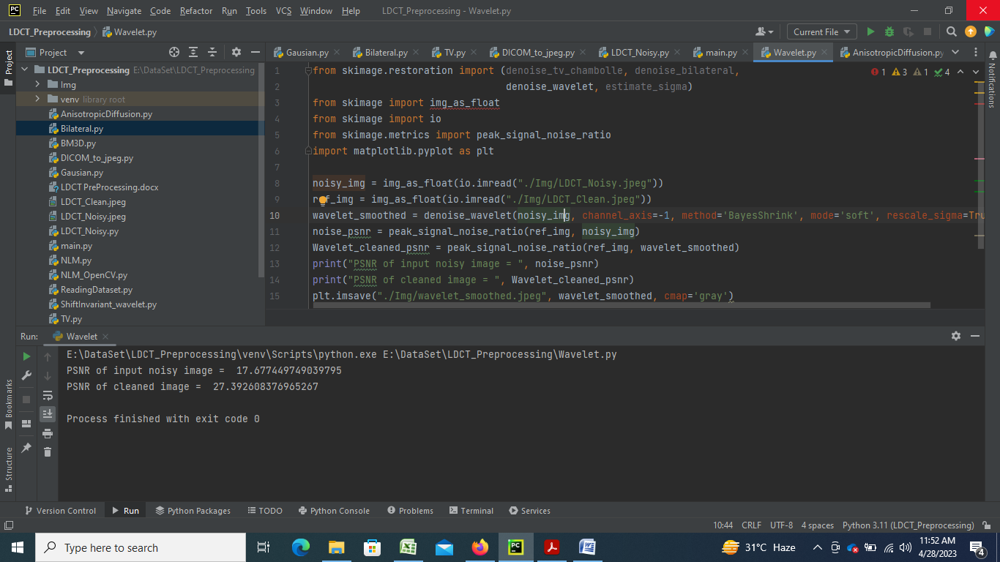 PC File Edit View Navigate Code Refactor Run Tools VCS Window Help LDCT_Preprocessing - Wavelet.py
LDCT_Preprocessing Wavelet.py Current File
Project Project Gausian.py Bilateral.py TV.py DICOM_to_jpeg.py LDCT_Noisy.py main.py Wavelet.py AnisotropicDiffusion.py Notifications
LDCT_Preprocessing E:\DataSet\LDCT_Preprocessing
Img
venv library root
AnisotropicDiffusion.py
Bilateral.py
BM3D.py
DICOM_to_jpeg.py
Gausian.py
LDCT PreProcessing.docx
LDCT_Clean.jpeg
LDCT_Noisy.jpeg
LDCT_Noisy.py
main.py
NLM.py
NLM_OpenCV.py
ReadingDataset.py
ShiftInvariant_wavelet.py
TV.py
1 from skimage.restoration import (denoise_tv_chambolle, denoise_bilateral, 1 3 1 4
2 denoise_wavelet, estimate_sigma)
3 from skimage import img_as_float
4 from skimage import io
5 from skimage.metrics import peak_signal_noise_ratio
6 import matplotlib.pyplot as plt
7
8 noisy_img = img_as_float(io.imread("./Img/LDCT_Noisy.jpeg"))
9 ref_img = img_as_float(io.imread("./Img/LDCT_Clean.jpeg"))
10 wavelet_smoothed = denoise_wavelet(noisy_img, channel_axis=-1, method='BayesShrink', mode='soft', rescale_sigma=Tru
11 noise_psnr = peak_signal_noise_ratio(ref_img, noisy_img)
12 Wavelet_cleaned_psnr = peak_signal_noise_ratio(ref_img, wavelet_smoothed)
13 print("PSNR of input noisy image = ", noise_psnr)
14 print("PSNR of cleaned image = ", Wavelet_cleaned_psnr)
15 plt.imsave("./Img/wavelet_smoothed.jpeg", wavelet_smoothed, cmap='gray')
Run: Wavelet
E:\DataSet\LDCT_Preprocessing\venv\Scripts\python.exe E:\DataSet\LDCT_Preprocessing\Wavelet.py
PSNR of input noisy image =  17.677449749039795
PSNR of cleaned image =  27.392608376965267
Process finished with exit code 0
Bookmarks
Structure
Version Control Run Python Packages TODO Python Console Problems Terminal Services
10:44 CRLF UTF-8 4 spaces Python 3.11 (LDCT_Preprocessing)
Type here to search PC 31°C Haze 11:52 AM
4/28/2023 4